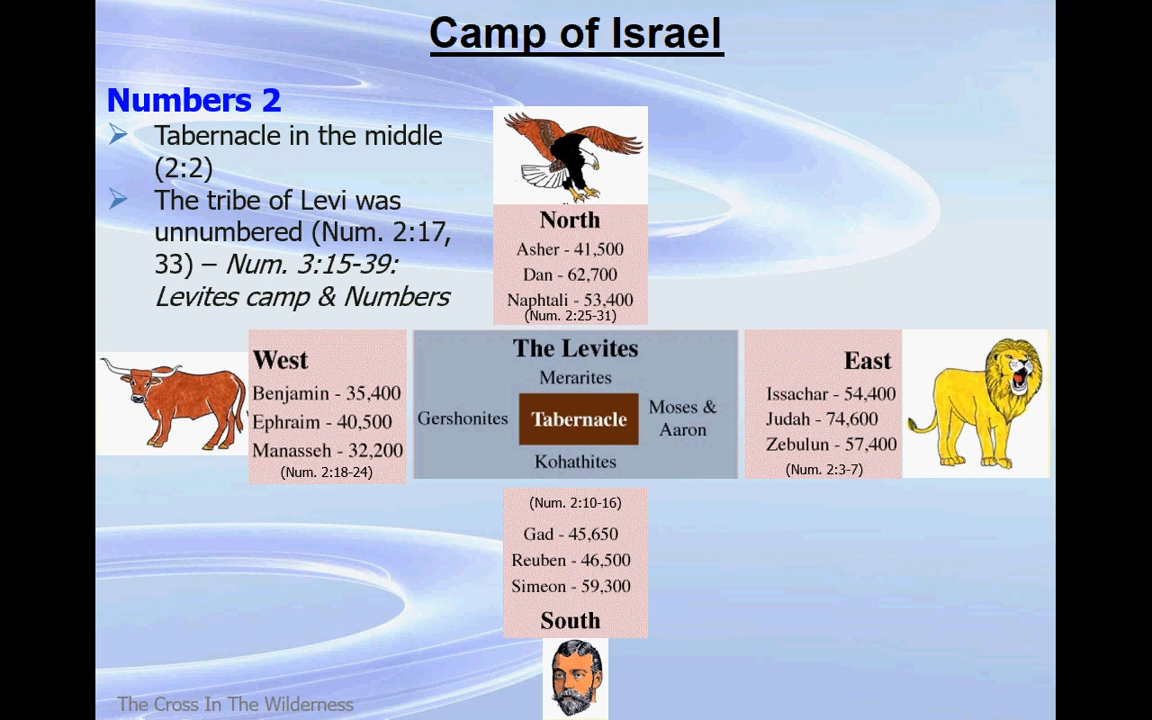 Camp of Israel
Numbers 2
Tabernacle in the middle
(2:2)
The tribe of Levi was
unnumbered (Num. 2:17,
33) – Num. 3:15-39:
Levites camp & Numbers
North
Asher - 41,500
Dan - 62,700
Naphtali - 53,400
(Num. 2:25-31)
West
Benjamin - 35,400
Ephraim - 40,500
Manasseh - 32,200
(Num. 2:18-24)
The Levites
Merarites
Gershonites
Tabernacle
Moses &
Aaron
Kohathites
East
Issachar - 54,400
Judah - 74,600
Zebulun - 57,400
(Num. 2:3-7)
(Num. 2:10-16)
Gad - 45,650
Reuben - 46,500
Simeon - 59,300
South
The Cross In The Wilderness